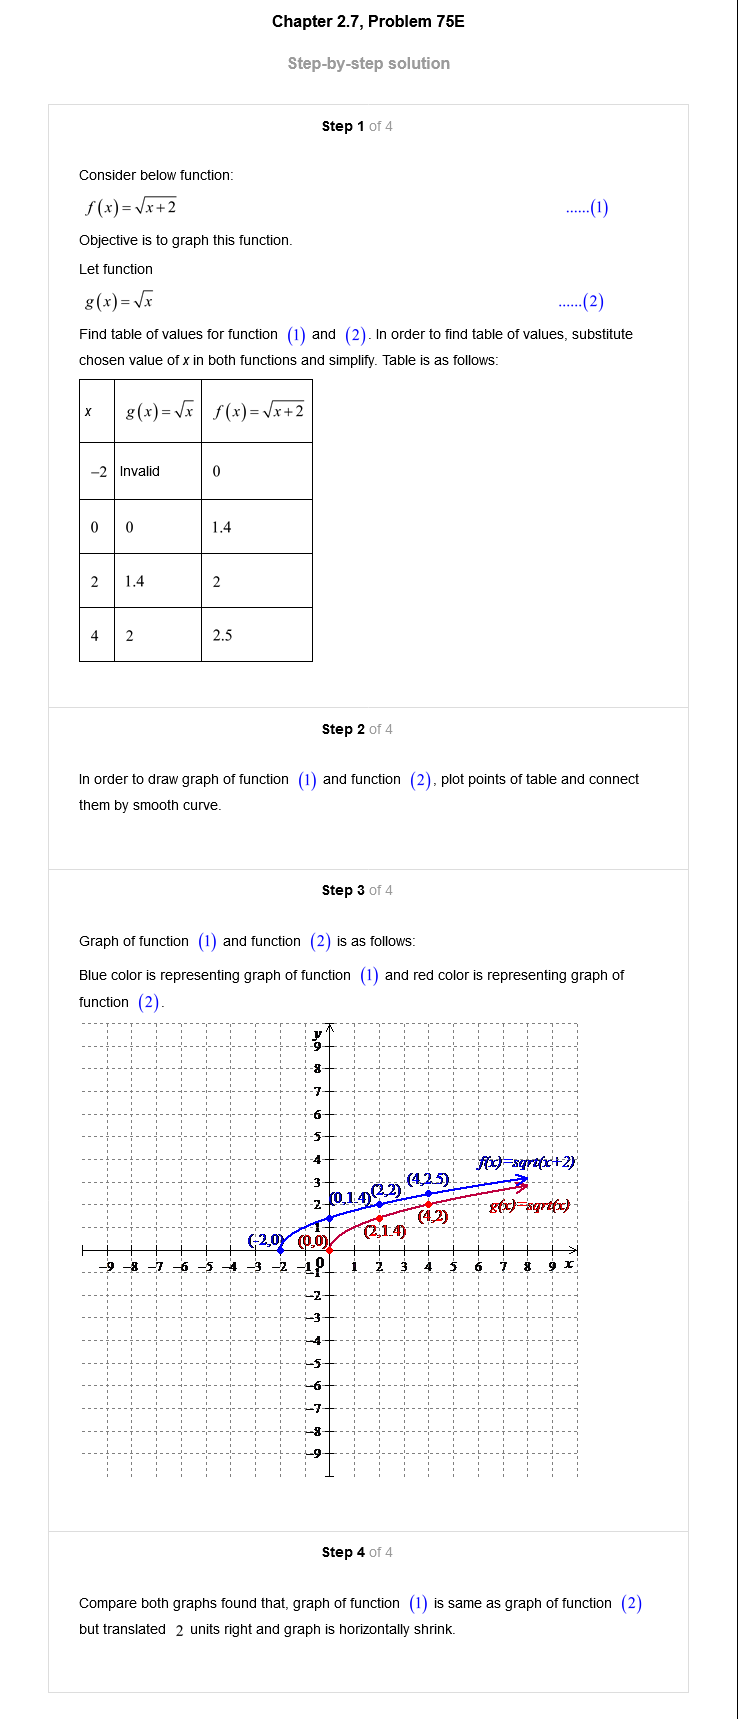 Chapter 2.7, Problem 75E
Step-by-step solution
Step 1 of 4
Consider below function:
f(x)=√(x+2) ......(1)
Objective is to graph this function.
Let function
g(x)=√x ......(2)
Find table of values for function (1) and (2). In order to find table of values, substitute
chosen value of x in both functions and simplify. Table is as follows:
x g(x)=√x f(x)=√(x+2)
−2 Invalid 0
0 0 1.4
2 1.4 2
4 2 2.5
Step 2 of 4
In order to draw graph of function (1) and function (2), plot points of table and connect
them by smooth curve.
Step 3 of 4
Graph of function (1) and function (2) is as follows:
Blue color is representing graph of function (1) and red color is representing graph of
function (2).
y
9
8
7
6
5
4 f(x)=sqrt(x+2)
3 (4,2.5)
2 (0,1.4) (2,2) g(x)=sqrt(x)
1 (2,1.4) (4,2)
(-2,0) (0,0)
−9 −8 −7 −6 −5 −4 −3 −2 −1 0 1 2 3 4 5 6 7 8 9 x
−1
−2
−3
−4
−5
−6
−7
−8
−9
Step 4 of 4
Compare both graphs found that, graph of function (1) is same as graph of function (2)
but translated 2 units right and graph is horizontally shrink.